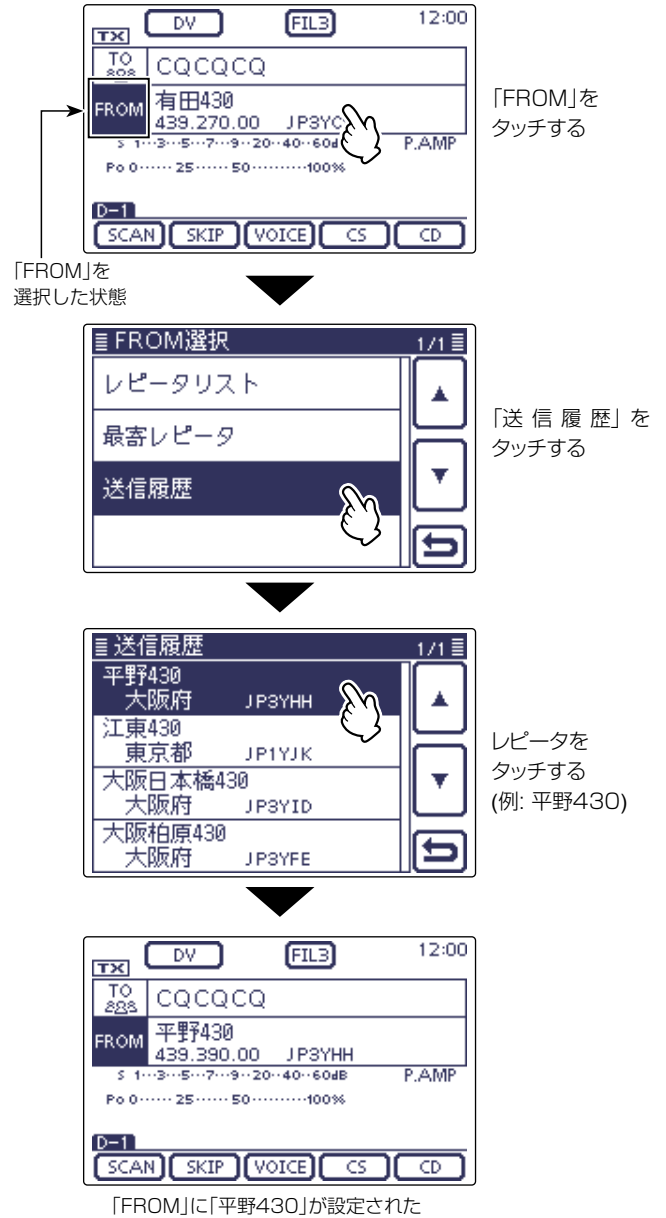 TX DV FIL3 12:00
TO CQCQCQ
FROM 有田430
439.270.00 JP3YC
S 1···3···5···7···9··20··40··60d P.AMP
Po 0······ 25······ 50··········100%
D-1
SCAN SKIP VOICE CS CD
「FROM」を
タッチする
「FROM」を
選択した状態
FROM選択 1/1
レピータリスト
最寄レピータ
送信履歴
「送 信 履 歴」を
タッチする
送信履歴 1/1
平野430
大阪府 JP3YHH
江東430
東京都 JP1YJK
大阪日本橋430
大阪府 JP3YID
大阪柏原430
大阪府 JP3YFE
レピータを
タッチする
(例: 平野430)
TX DV FIL3 12:00
TO CQCQCQ
FROM 平野430
439.390.00 JP3YHH
S 1···3···5···7···9··20··40··60dB P.AMP
Po 0······ 25······ 50··········100%
D-1
SCAN SKIP VOICE CS CD
「FROM」に「平野430」が設定された